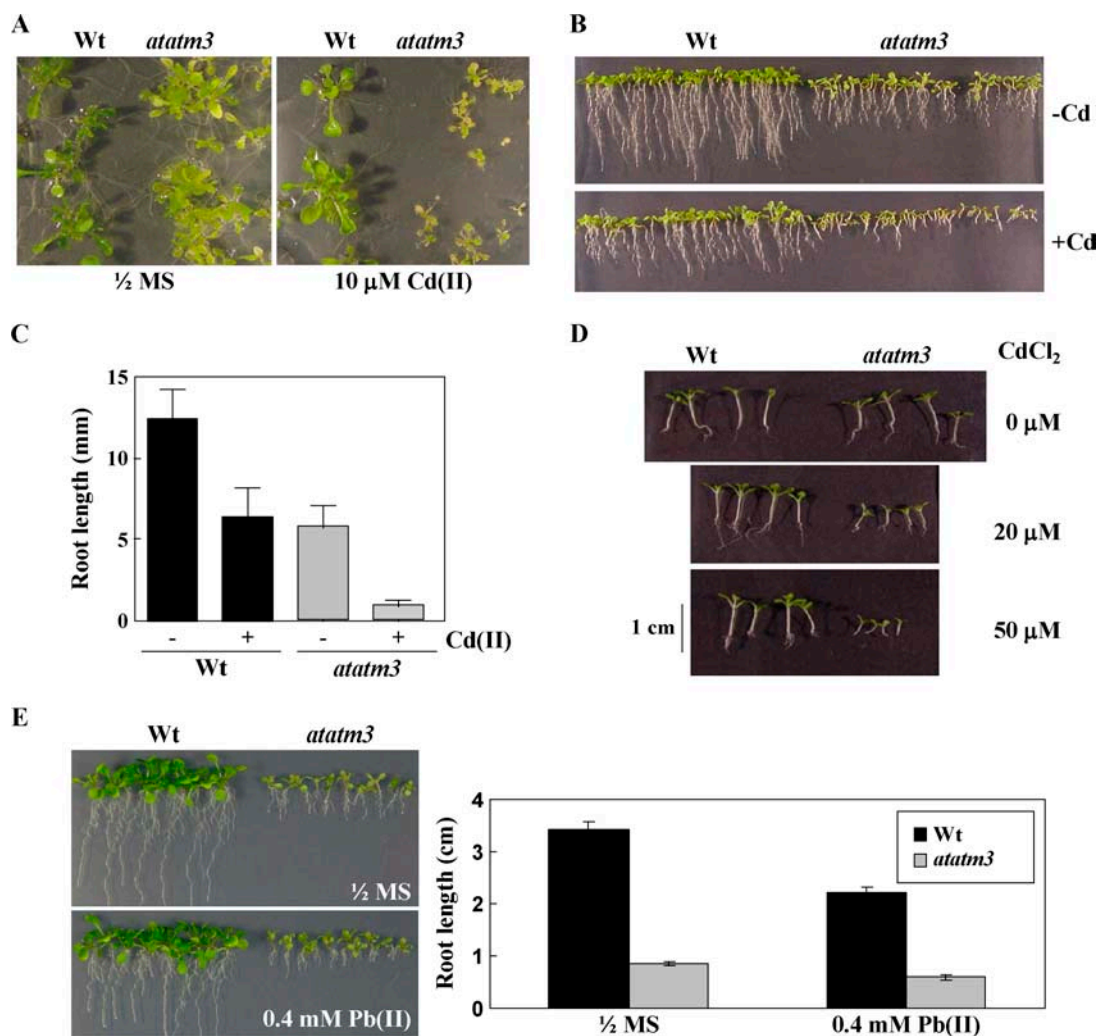 A
Wt atatm3
½ MS
10 µM Cd(II)
Wt atatm3
B
Wt atatm3
-Cd
+Cd
C
15
10
5
0
Root length (mm)
- + - + Cd(II)
Wt atatm3
D
Wt atatm3 CdCl₂
0 µM
20 µM
50 µM
1 cm
E
Wt atatm3
½ MS
0.4 mM Pb(II)
4
3
2
1
0
Root length (cm)
Wt
atatm3
½ MS 0.4 mM Pb(II)